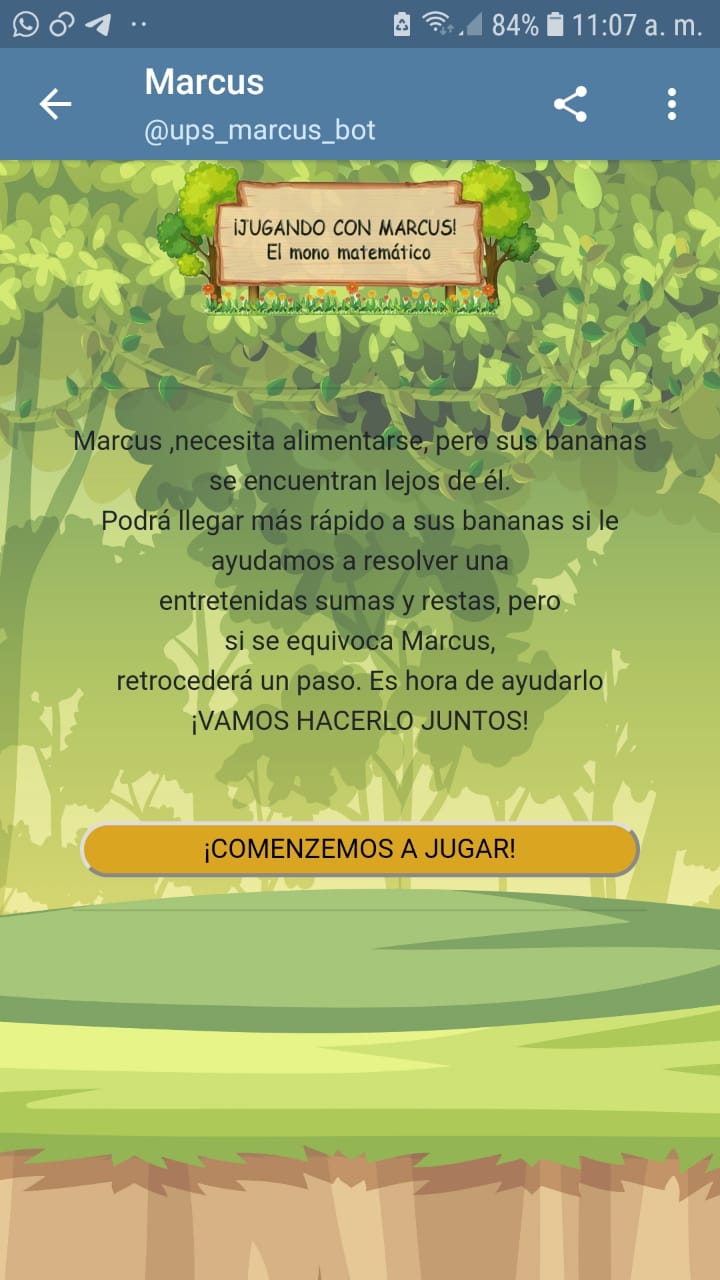 84% 11:07 a. m.
Marcus
@ups_marcus_bot
¡JUGANDO CON MARCUS!
El mono matemático
Marcus ,necesita alimentarse, pero sus bananas
se encuentran lejos de él.
Podrá llegar más rápido a sus bananas si le
ayudamos a resolver una
entretenidas sumas y restas, pero
si se equivoca Marcus,
retrocederá un paso. Es hora de ayudarlo
¡VAMOS HACERLO JUNTOS!
¡COMENZEMOS A JUGAR!